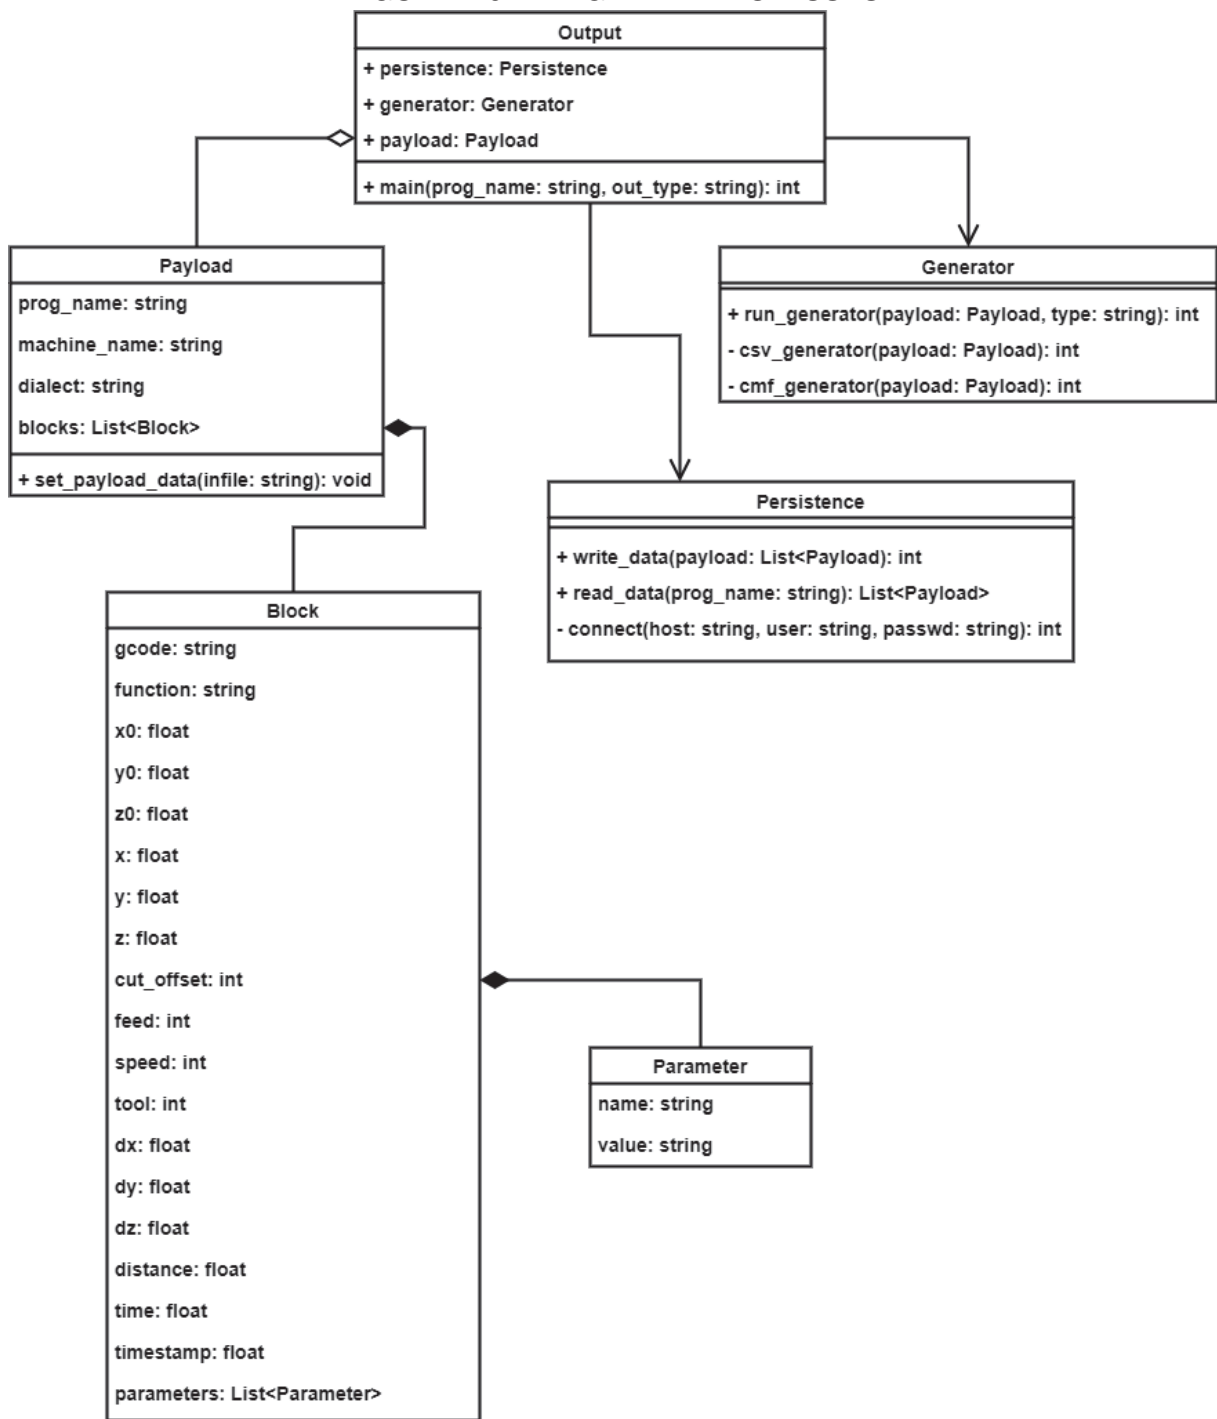 Output
+ persistence: Persistence
+ generator: Generator
+ payload: Payload
+ main(prog_name: string, out_type: string): int
Payload
prog_name: string
machine_name: string
dialect: string
blocks: List<Block>
+ set_payload_data(infile: string): void
Generator
+ run_generator(payload: Payload, type: string): int
- csv_generator(payload: Payload): int
- cmf_generator(payload: Payload): int
Persistence
+ write_data(payload: List<Payload): int
+ read_data(prog_name: string): List<Payload>
- connect(host: string, user: string, passwd: string): int
Block
gcode: string
function: string
x0: float
y0: float
z0: float
x: float
y: float
z: float
cut_offset: int
feed: int
speed: int
tool: int
dx: float
dy: float
dz: float
distance: float
time: float
timestamp: float
parameters: List<Parameter>
Parameter
name: string
value: string